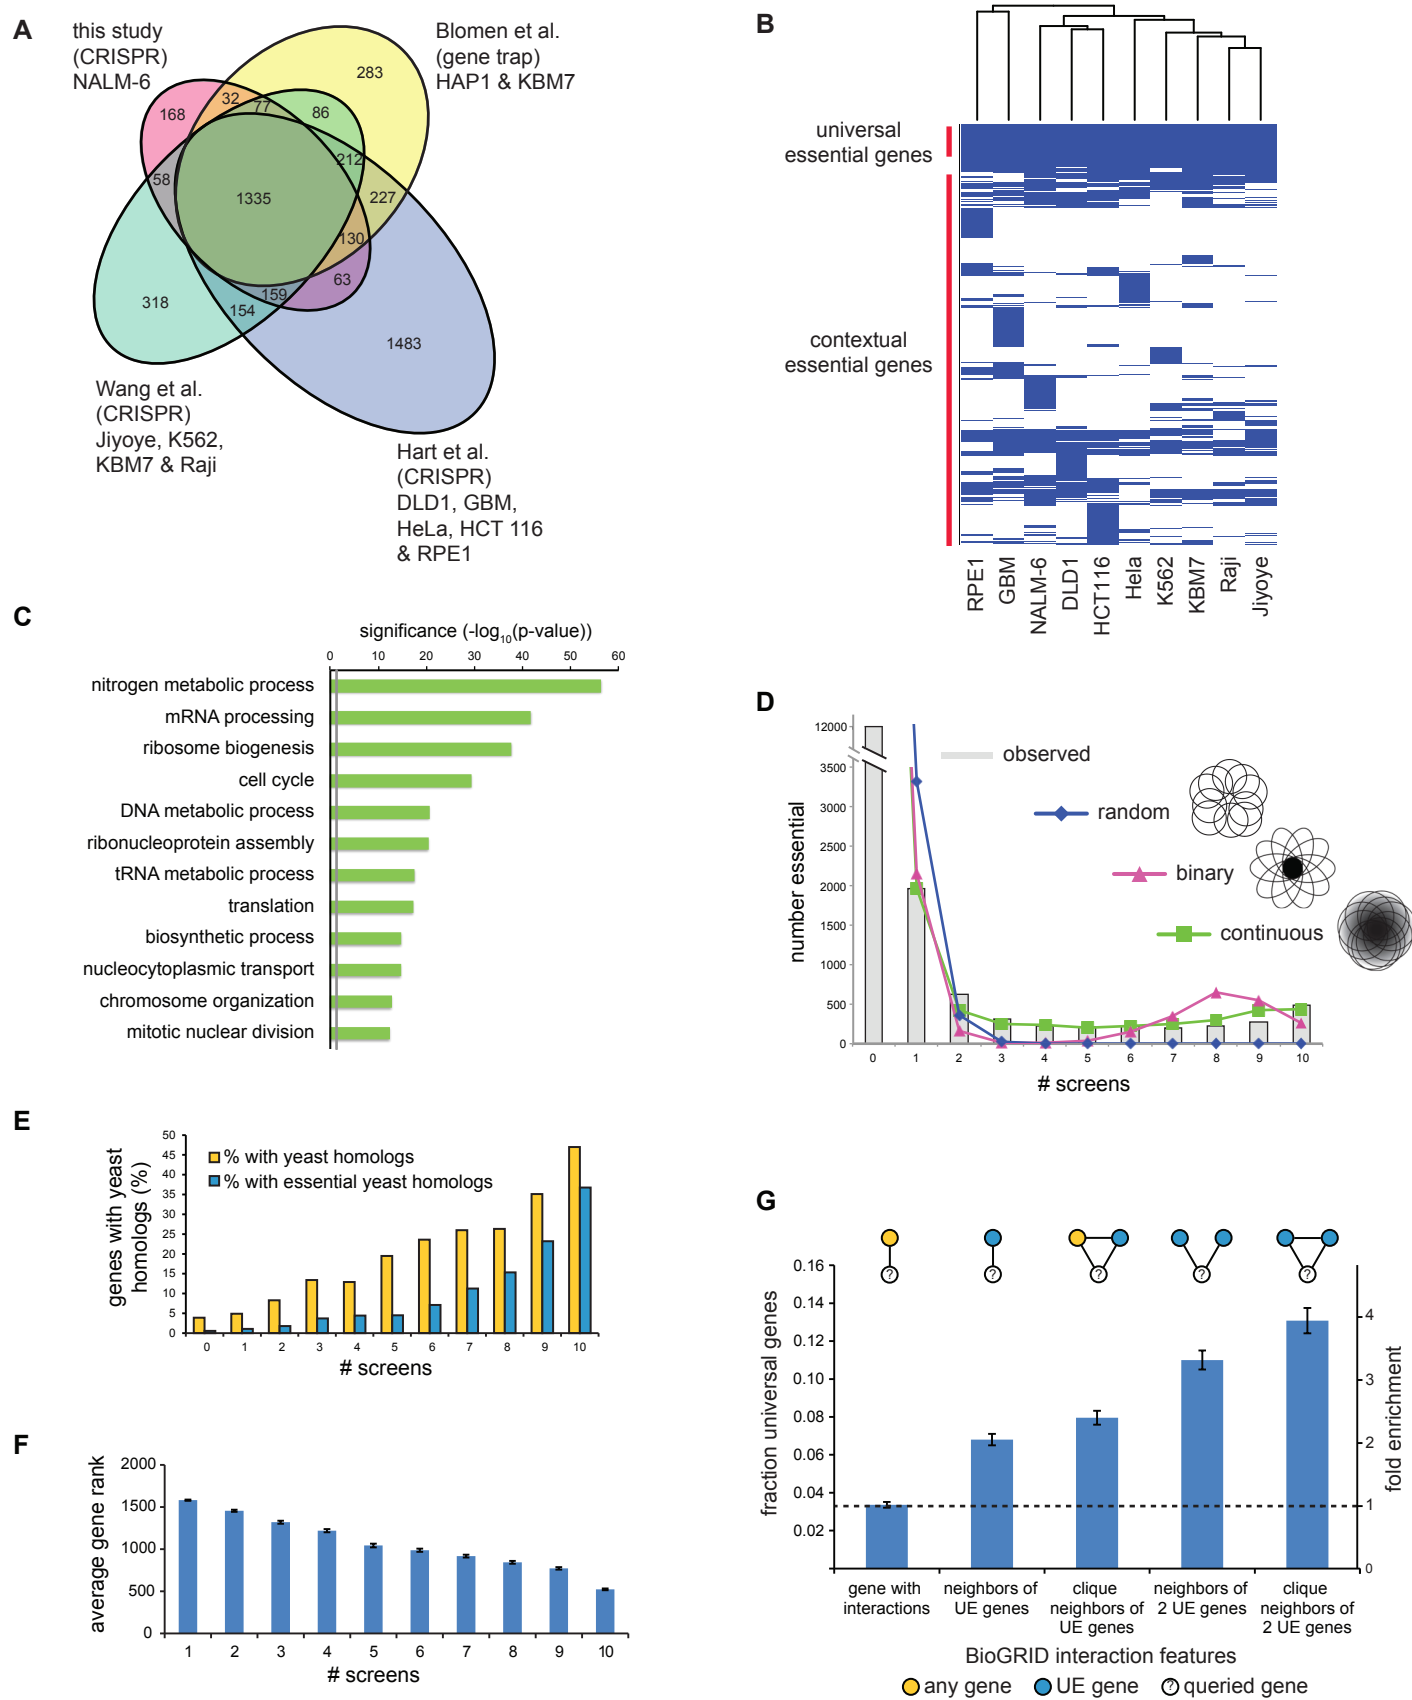 A
this study
(CRISPR)
NALM-6
Blomen et al.
(gene trap)
HAP1 & KBM7
283
32
77
86
168
212
58
1335
227
130
63
159
154
318
1483
Wang et al.
(CRISPR)
Jiyoye, K562,
KBM7 & Raji
Hart et al.
(CRISPR)
DLD1, GBM,
HeLa, HCT 116
& RPE1
B
universal
essential genes
contextual
essential genes
RPE1
GBM
NALM-6
DLD1
HCT116
Hela
K562
KBM7
Raji
Jiyoye
C
significance (-log10(p-value))
0 10 20 30 40 50 60
nitrogen metabolic process
mRNA processing
ribosome biogenesis
cell cycle
DNA metabolic process
ribonucleoprotein assembly
tRNA metabolic process
translation
biosynthetic process
nucleocytoplasmic transport
chromosome organization
mitotic nuclear division
D
number essential
12000
3500
3000
2500
2000
1500
1000
500
0
observed
random
binary
continuous
0 1 2 3 4 5 6 7 8 9 10
# screens
E
genes with yeast
homologs (%)
50
45
40
35
30
25
20
15
10
5
0
% with yeast homologs
% with essential yeast homologs
0 1 2 3 4 5 6 7 8 9 10
# screens
F
average gene rank
2000
1500
1000
500
0
1 2 3 4 5 6 7 8 9 10
# screens
G
? ? ? ? ?
fraction universal genes
0.16
0.14
0.12
0.10
0.08
0.06
0.04
0.02
fold enrichment
4
3
2
1
0
gene with
interactions
neighbors of
UE genes
clique
neighbors of
UE genes
neighbors of
2 UE genes
clique
neighbors of
2 UE genes
BioGRID interaction features
any gene UE gene ? queried gene